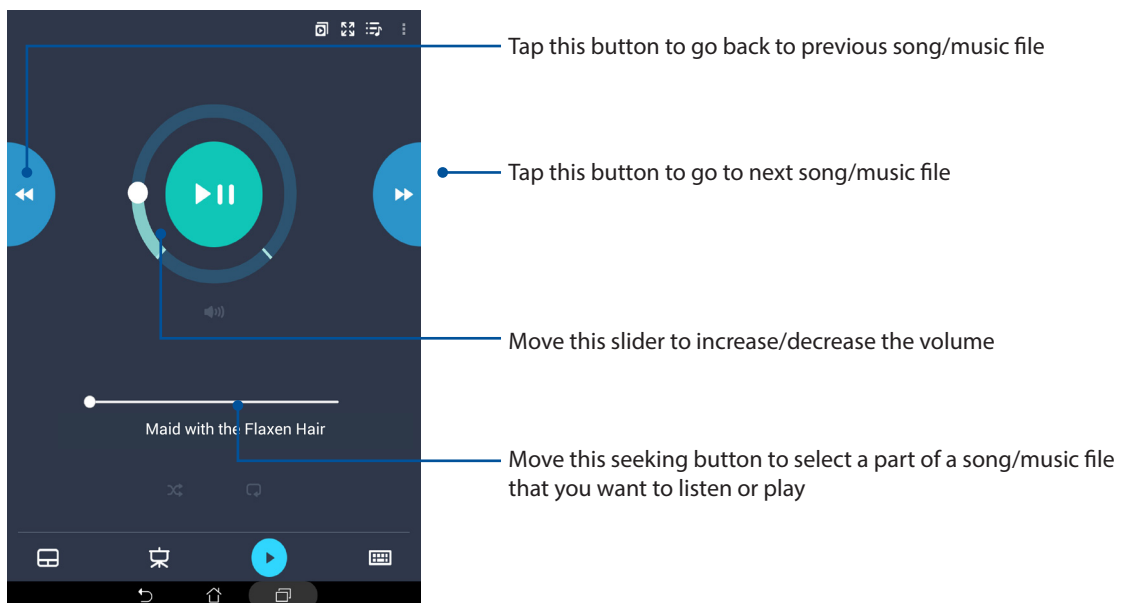 Tap this button to go back to previous song/music file
Tap this button to go to next song/music file
Move this slider to increase/decrease the volume
Maid with the Flaxen Hair
Move this seeking button to select a part of a song/music file
that you want to listen or play